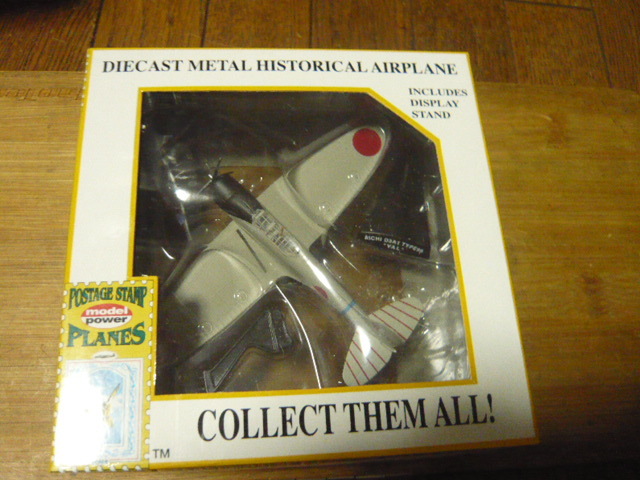 DIECAST METAL HISTORICAL AIRPLANE
INCLUDES
DISPLAY
STAND
AICHI D3A1 TYPE99
"VAL"
POSTAGE STAMP
model
power
PLANES
TM
COLLECT THEM ALL!